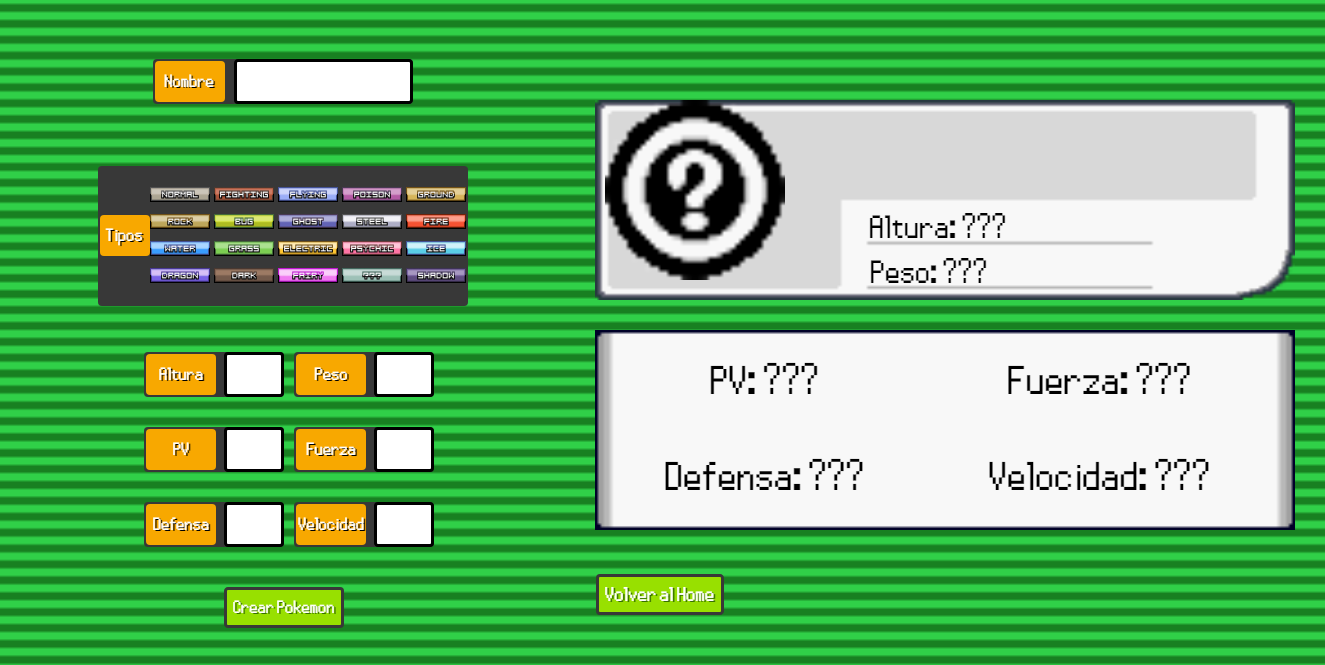 Nombre
NORMAL FIGHTING FLYING POISON GROUND
ROCK BUG GHOST STEEL FIRE
Tipos
WATER GRASS ELECTRIC PSYCHIC ICE
DRAGON DARK FAIRY ??? SHADOW
Altura Peso
PV Fuerza
Defensa Velocidad
Crear Pokemon
?
Altura: ???
Peso: ???
PV: ??? Fuerza: ???
Defensa: ??? Velocidad: ???
Volver al Home